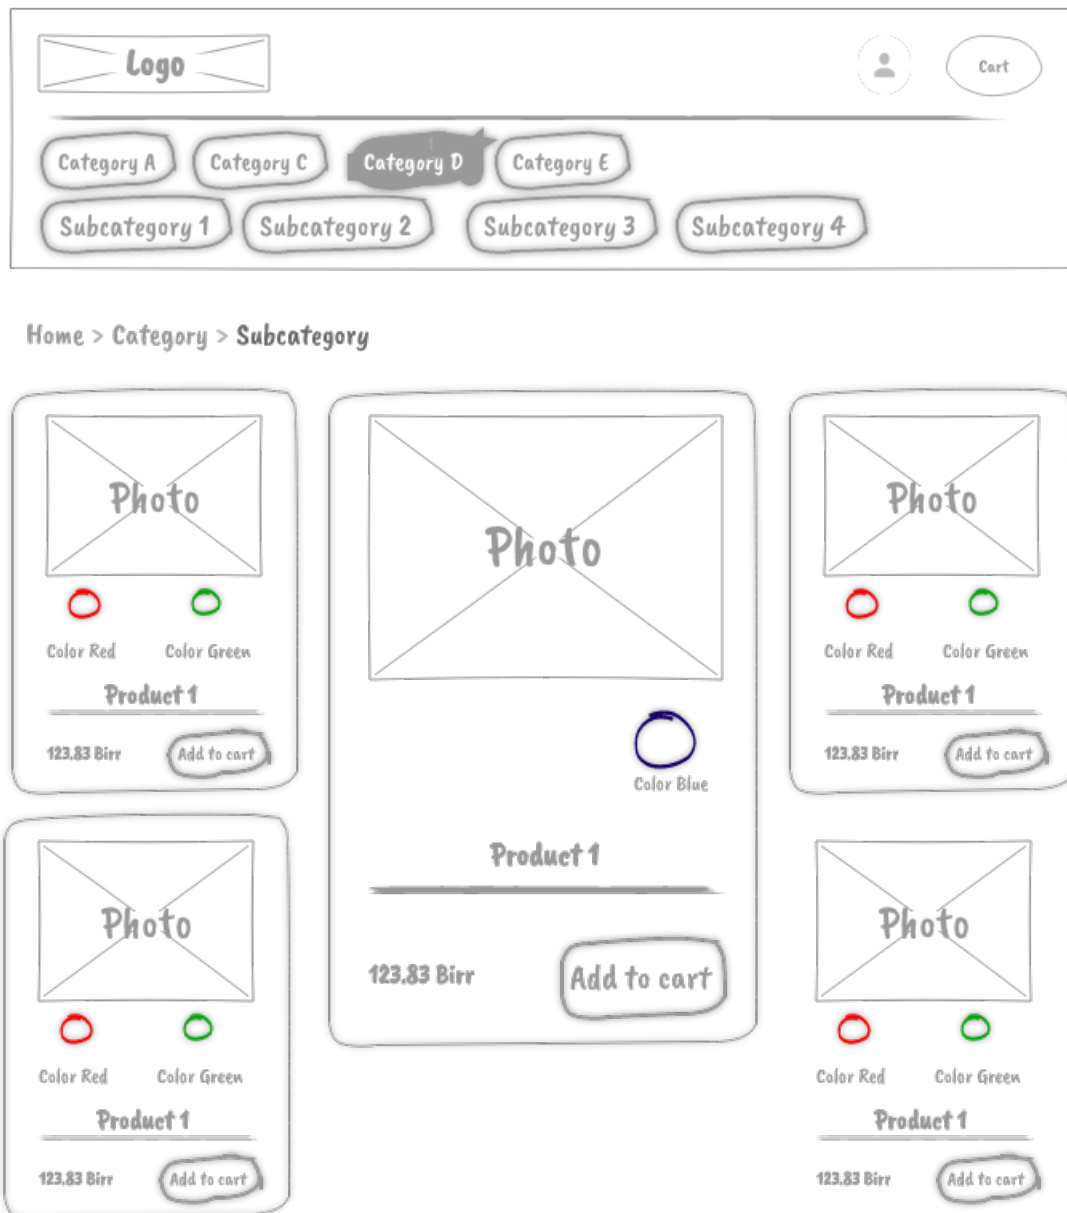 Logo
Cart
Category A
Category C
Category D
Category E
Subcategory 1
Subcategory 2
Subcategory 3
Subcategory 4
Home > Category > Subcategory
Photo
Color Red
Color Green
Product 1
123.83 Birr
Add to cart
Photo
Color Blue
Product 1
123.83 Birr
Add to cart
Photo
Color Red
Color Green
Product 1
123.83 Birr
Add to cart
Photo
Color Red
Color Green
Product 1
123.83 Birr
Add to cart
Photo
Color Red
Color Green
Product 1
123.83 Birr
Add to cart